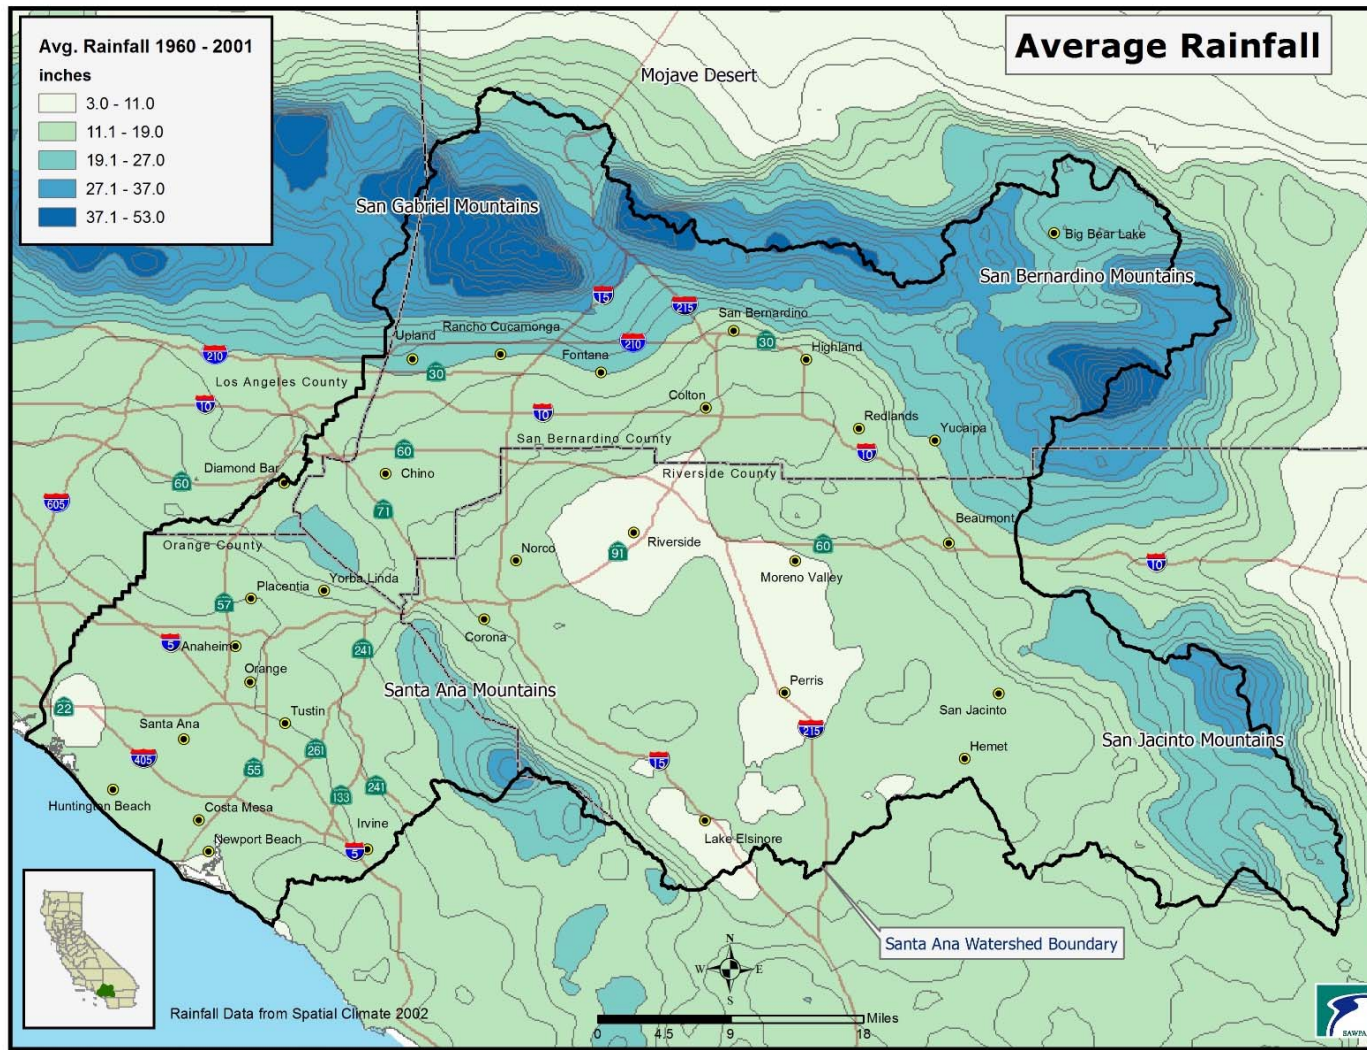 Avg. Rainfall 1960 - 2001
inches
3.0 - 11.0
11.1 - 19.0
19.1 - 27.0
27.1 - 37.0
37.1 - 53.0
Average Rainfall
Mojave Desert
San Gabriel Mountains
Big Bear Lake
San Bernardino Mountains
15
215
San Bernardino
Rancho Cucamonga
Upland
210
210
30
Highland
Fontana
30
Los Angeles County
10
10
Colton
Redlands
Yucaipa
San Bernardino County
10
60
Diamond Bar
60
Chino
Riverside County
605
71
Beaumont
Orange County
Norco
91
Riverside
60
Moreno Valley
10
Placentia
Yorba Linda
57
Corona
5
Anaheim
241
Orange
Santa Ana Mountains
Perris
San Jacinto
22
Santa Ana
Tustin
261
215
San Jacinto Mountains
405
55
15
Hemet
Huntington Beach
133
241
Costa Mesa
Irvine
Lake Elsinore
Newport Beach
5
Santa Ana Watershed Boundary
N
W
E
S
Rainfall Data from Spatial Climate 2002
Miles
0
4.5
9
18
SAWPA